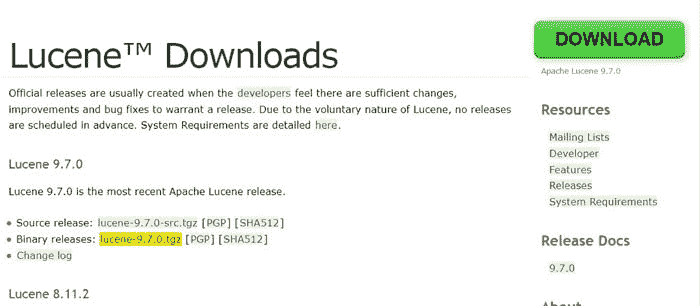 Lucene™ Downloads
Official releases are usually created when the developers feel there are sufficient changes,
improvements and bug fixes to warrant a release. Due to the voluntary nature of Lucene, no releases
are scheduled in advance. System Requirements are detailed here.
Lucene 9.7.0
Lucene 9.7.0 is the most recent Apache Lucene release.
• Source release: lucene-9.7.0-src.tgz [PGP] [SHA512]
• Binary releases: lucene-9.7.0.tgz [PGP] [SHA512]
• Change log
Lucene 8.11.2
DOWNLOAD
Apache Lucene 9.7.0
Resources
Mailing Lists
Developer
Features
Releases
System Requirements
Release Docs
9.7.0
About